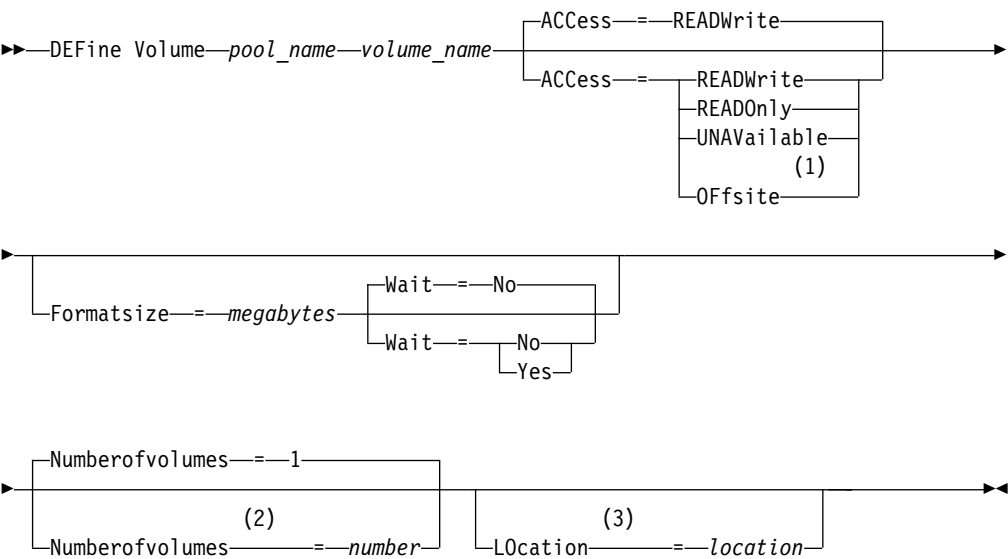 ACCess = READWrite
DEFine Volume pool_name volume_name
ACCess = READWrite
READOnly
UNAVailable
(1)
OFfsite
Wait = No
Formatsize = megabytes
Wait = No
Yes
Numberofvolumes = 1
(2) (3)
Numberofvolumes = number LOcation = location